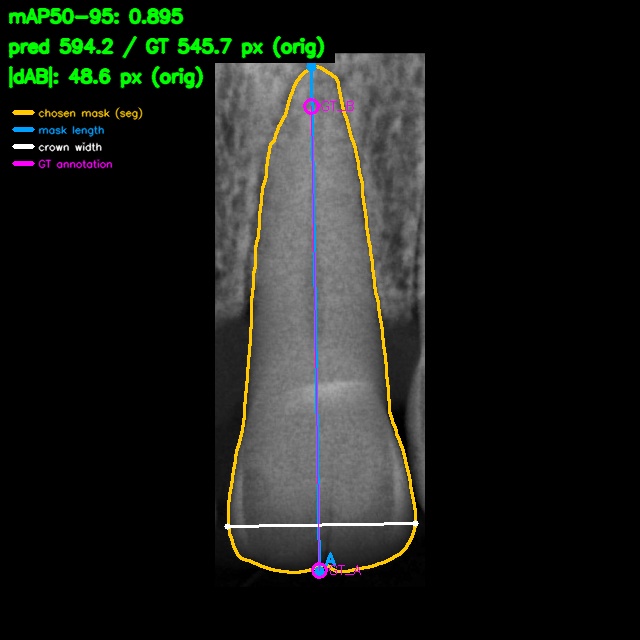 mAP50-95: 0.895
pred 594.2 / GT 545.7 px (orig)
|dAB|: 48.6 px (orig)
chosen mask (seg)
mask length
crown width
GT annotation
GT_B
GT_A